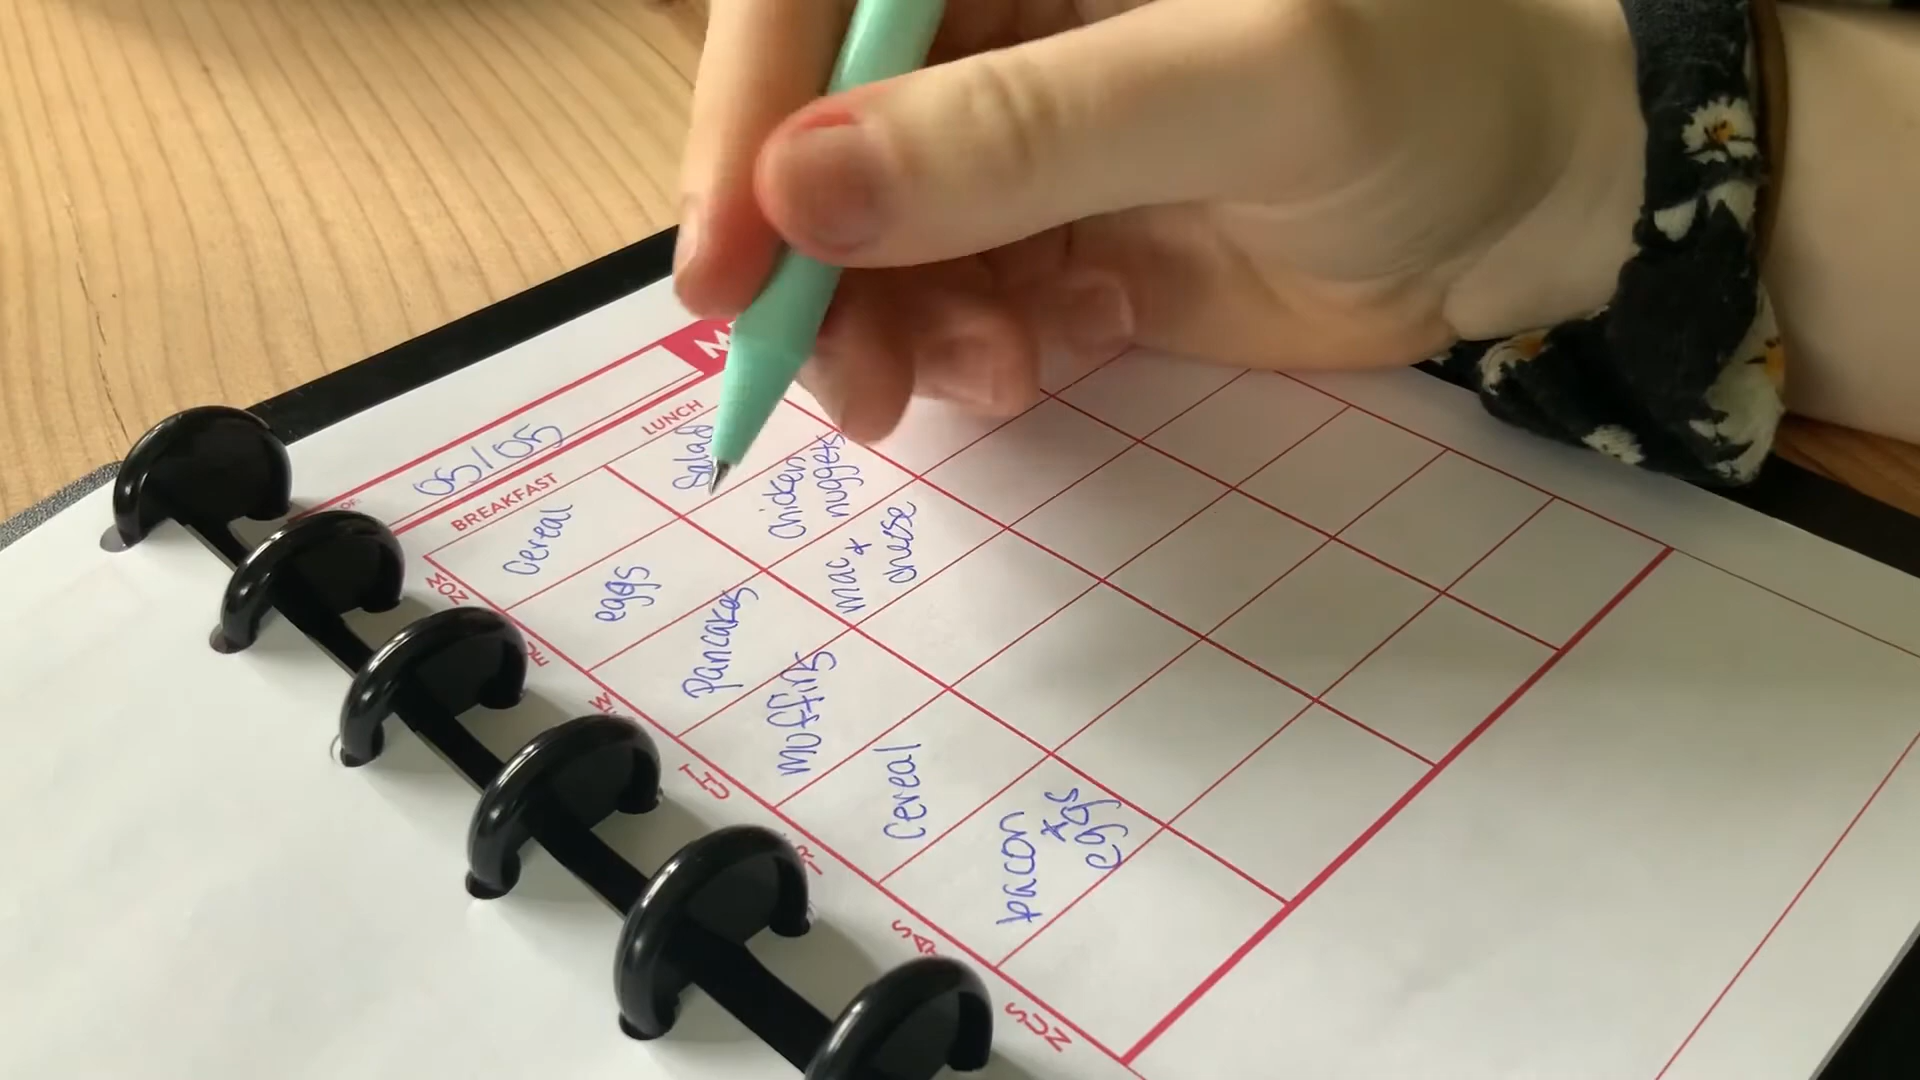 05/05
BREAKFAST
LUNCH
MON
cereal
salad
eggs
chicken
nuggets
pancakes
mac x
cheese
muffins
cereal
SAT
bacon
x
eggs
SUN